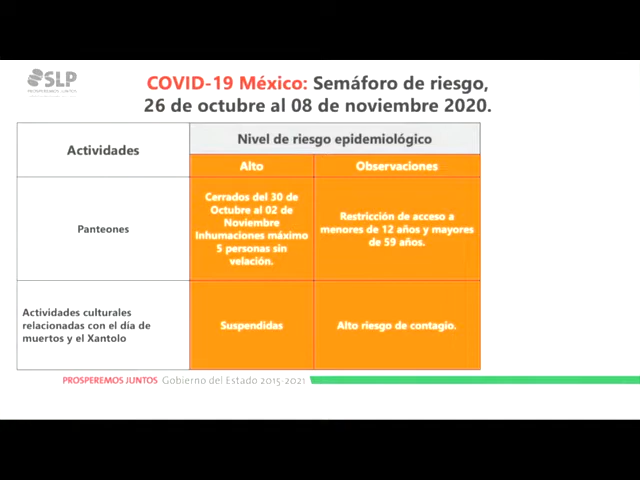 SLP
PROSPEREMOS JUNTOS
COVID-19 México: Semáforo de riesgo,
26 de octubre al 08 de noviembre 2020.
Actividades
Nivel de riesgo epidemiológico
Alto
Observaciones
Panteones
Cerrados del 30 de
Octubre al 02 de
Noviembre
Inhumaciones máximo
5 personas sin
velación.
Restricción de acceso a
menores de 12 años y mayores
de 59 años.
Actividades culturales
relacionadas con el día de
muertos y el Xantolo
Suspendidas
Alto riesgo de contagio.
PROSPEREMOS JUNTOS Gobierno del Estado 2015-2021